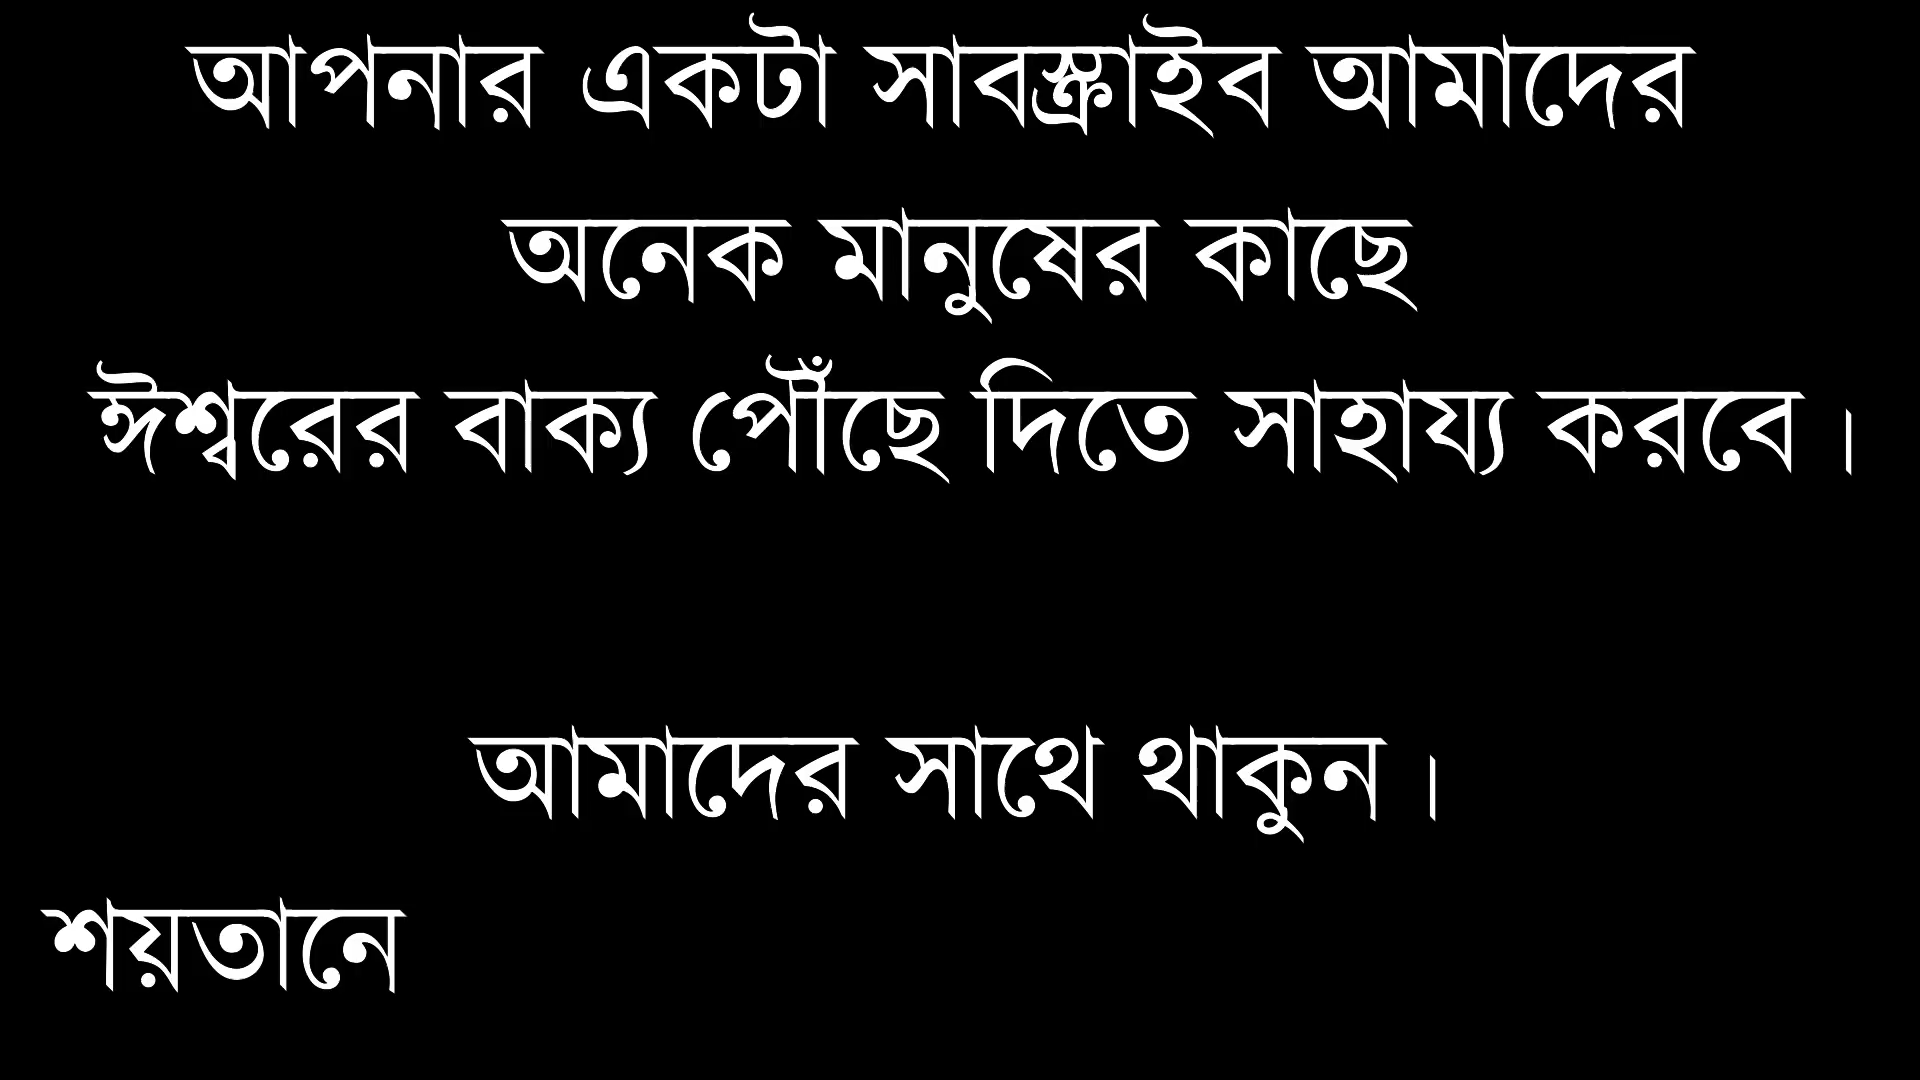 আপনার একটা সাবস্ক্রাইব আমাদের
অনেক মানুষের কাছে
ঈশ্বরের বাক্য পৌঁছে দিতে সাহায্য করবে ।
আমাদের সাথে থাকুন ।
শয়তানে